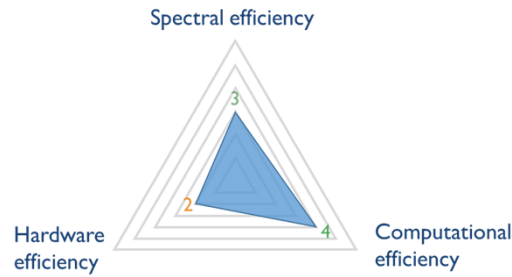 Spectral efficiency
3
2
4
Hardware
efficiency
Computational
efficiency